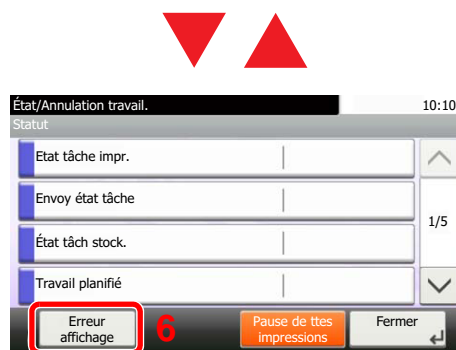 État/Annulation travail.
10:10
Statut
Etat tâche impr.
Envoy état tâche
1/5
État tâch stock.
Travail planifié
Erreur
affichage
6
Pause de ttes
impressions
Fermer